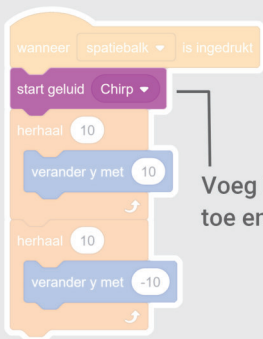 wanneer spatiebalk is ingedrukt
start geluid Chirp
herhaal 10
verander y met 10
herhaal 10
verander y met -10
Voeg
toe